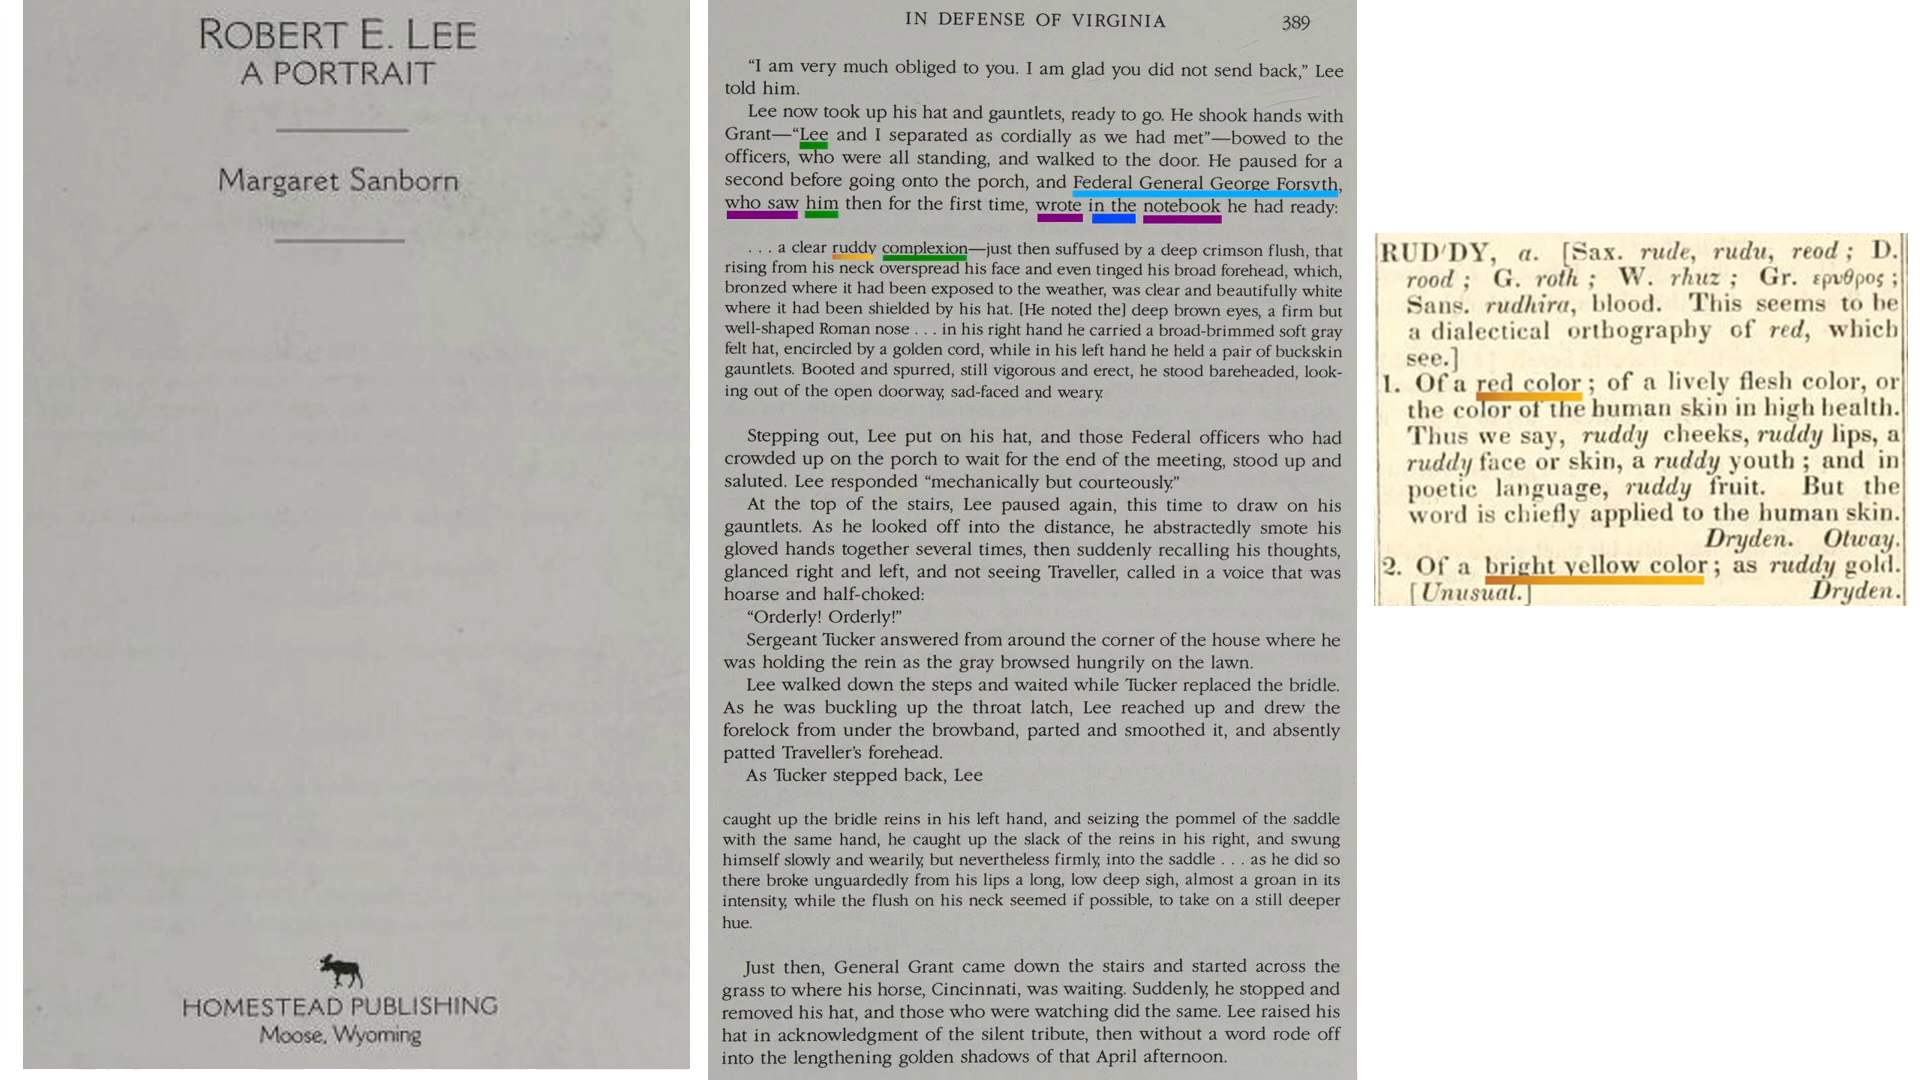 ROBERT E. LEE
A PORTRAIT
Margaret Sanborn
HOMESTEAD PUBLISHING
Moose, Wyoming
IN DEFENSE OF VIRGINIA 389
“I am very much obliged to you. I am glad you did not send back,” Lee
told him.
Lee now took up his hat and gauntlets, ready to go. He shook hands with
Grant—“Lee and I separated as cordially as we had met”—bowed to the
officers, who were all standing, and walked to the door. He paused for a
second before going onto the porch, and Federal General George Forsyth,
who saw him then for the first time, wrote in the notebook he had ready:
. . . a clear ruddy complexion—just then suffused by a deep crimson flush, that
rising from his neck overspread his face and even tinged his broad forehead, which,
bronzed where it had been exposed to the weather, was clear and beautifully white
where it had been shielded by his hat. [He noted the] deep brown eyes, a firm but
well-shaped Roman nose . . . in his right hand he carried a broad-brimmed soft gray
felt hat, encircled by a golden cord, while in his left hand he held a pair of buckskin
gauntlets. Booted and spurred, still vigorous and erect, he stood bareheaded, look-
ing out of the open doorway, sad-faced and weary.
Stepping out, Lee put on his hat, and those Federal officers who had
crowded up on the porch to wait for the end of the meeting, stood up and
saluted. Lee responded “mechanically but courteously.”
At the top of the stairs, Lee paused again, this time to draw on his
gauntlets. As he looked off into the distance, he abstractedly smote his
gloved hands together several times, then suddenly recalling his thoughts,
glanced right and left, and not seeing Traveller, called in a voice that was
hoarse and half-choked:
“Orderly! Orderly!”
Sergeant Tucker answered from around the corner of the house where he
was holding the rein as the gray browsed hungrily on the lawn.
Lee walked down the steps and waited while Tucker replaced the bridle.
As he was buckling up the throat latch, Lee reached up and drew the
forelock from under the browband, parted and smoothed it, and absently
patted Traveller’s forehead.
As Tucker stepped back, Lee
caught up the bridle reins in his left hand, and seizing the pommel of the saddle
with the same hand, he caught up the slack of the reins in his right, and swung
himself slowly and wearily, but nevertheless firmly, into the saddle . . . as he did so
there broke unguardedly from his lips a long, low deep sigh, almost a groan in its
intensity, while the flush on his neck seemed if possible, to take on a still deeper
hue.
Just then, General Grant came down the stairs and started across the
grass to where his horse, Cincinnati, was waiting. Suddenly, he stopped and
removed his hat, and those who were watching did the same. Lee raised his
hat in acknowledgment of the silent tribute, then without a word rode off
into the lengthening golden shadows of that April afternoon.
RUD'DY, a. [Sax. rude, rudu, reod ; D.
rood ; G. roth ; W. rhuz ; Gr. ερυθρος ;
Sans. rudhira, blood. This seems to be
a dialectical orthography of red, which
see.]
1. Of a red color ; of a lively flesh color, or
the color of the human skin in high health.
Thus we say, ruddy cheeks, ruddy lips, a
ruddy face or skin, a ruddy youth ; and in
poetic language, ruddy fruit. But the
word is chiefly applied to the human skin.
Dryden. Otway.
2. Of a bright yellow color ; as ruddy gold.
[Unusual.] Dryden.